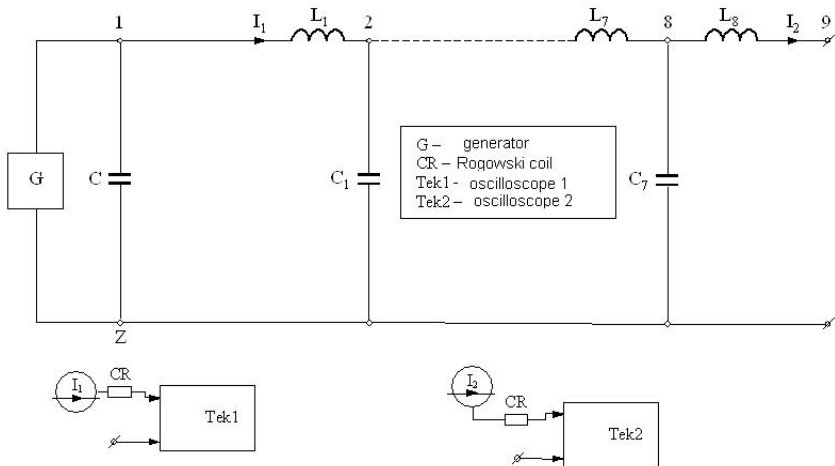 1
I₁
L₁
2
L₇
8
L₈
I₂
9
G
C
C₁
C₇
G – generator
CR – Rogowski coil
Tek1 - oscilloscope 1
Tek2 – oscilloscope 2
Z
I₁
CR
Tek1
I₂
CR
Tek2